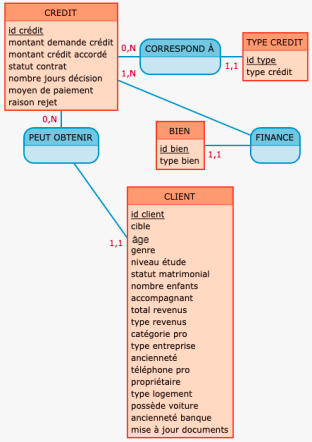 CREDIT
id crédit
montant demande crédit
montant crédit accordé
statut contrat
nombre jours décision
moyen de paiement
raison rejet
0,N
CORRESPOND À
1,1
TYPE CREDIT
id type
type crédit
1,N
0,N
PEUT OBTENIR
BIEN
id bien
type bien
1,1
FINANCE
1,1
CLIENT
id client
cible
âge
genre
niveau étude
statut matrimonial
nombre enfants
accompagnant
total revenus
type revenus
catégorie pro
type entreprise
ancienneté
téléphone pro
propriétaire
type logement
possède voiture
ancienneté banque
mise à jour documents